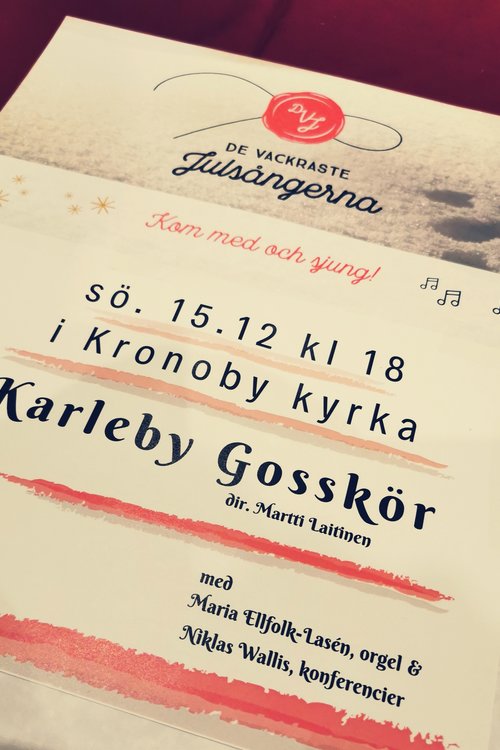 DVJ
DE VACKRASTE
Julsångerna
Kom med och sjung!
sö. 15.12 kl 18
i Kronoby kyrka
Karleby Gosskör
dir. Martti Laitinen
med
Maria Ellfolk-Lasén, orgel &
Niklas Wallis, konferencier